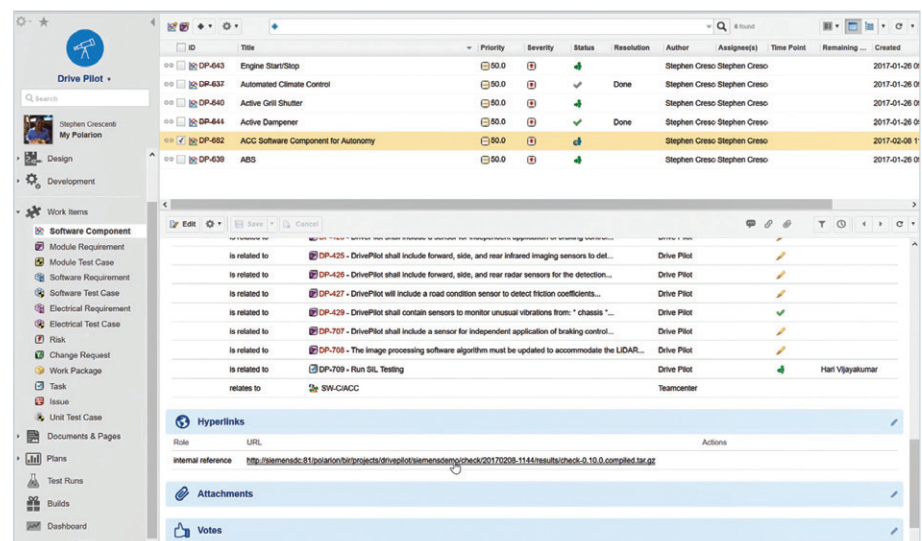 Drive Pilot
Search
Stephen Crescenti
My Polarion
Design
Development
Work Items
Software Component
Module Requirement
Module Test Case
Software Requirement
Software Test Case
Electrical Requirement
Electrical Test Case
Risk
Change Request
Work Package
Task
Issue
Unit Test Case
Documents & Pages
Plans
Test Runs
Builds
Dashboard
6 found
ID Title Priority Severity Status Resolution Author Assignee(s) Time Point Remaining ... Created
DP-643 Engine Start/Stop 50.0 Stephen Creso Stephen Creso 2017-01-26 0
DP-637 Automated Climate Control 50.0 Done Stephen Creso Stephen Creso 2017-01-26 0
DP-640 Active Grill Shutter 50.0 Stephen Creso Stephen Creso 2017-01-26 0
DP-644 Active Dampener 50.0 Done Stephen Creso Stephen Creso 2017-01-26 0
DP-682 ACC Software Component for Autonomy 50.0 Stephen Creso Stephen Creso 2017-02-08 1
DP-639 ABS 50.0 Stephen Creso Stephen Creso 2017-01-26 0
Edit Save Cancel
is related to DP-425 - DrivePilot shall include forward, side, and rear infrared imaging sensors to det... Drive Pilot
is related to DP-426 - DrivePilot shall include forward, side, and rear radar sensors for the detection... Drive Pilot
is related to DP-427 - DrivePilot will include a road condition sensor to detect friction coefficients... Drive Pilot
is related to DP-429 - DrivePilot shall contain sensors to monitor unusual vibrations from: * chassis *... Drive Pilot
is related to DP-707 - DrivePilot shall include a sensor for independent application of braking control... Drive Pilot
is related to DP-708 - The image processing software algorithm must be updated to accommodate the LiDAR... Drive Pilot
is related to DP-709 - Run SIL Testing Drive Pilot Hari Vijayakumar
relates to SW-C/ACC Teamcenter
Hyperlinks
Role URL Actions
internal reference http://siemensdc:81/polarion/bir/projects/drivepilot/siemensdemo/check/20170208-1144/results/check-0.10.0.compiled.tar.gz
Attachments
Votes